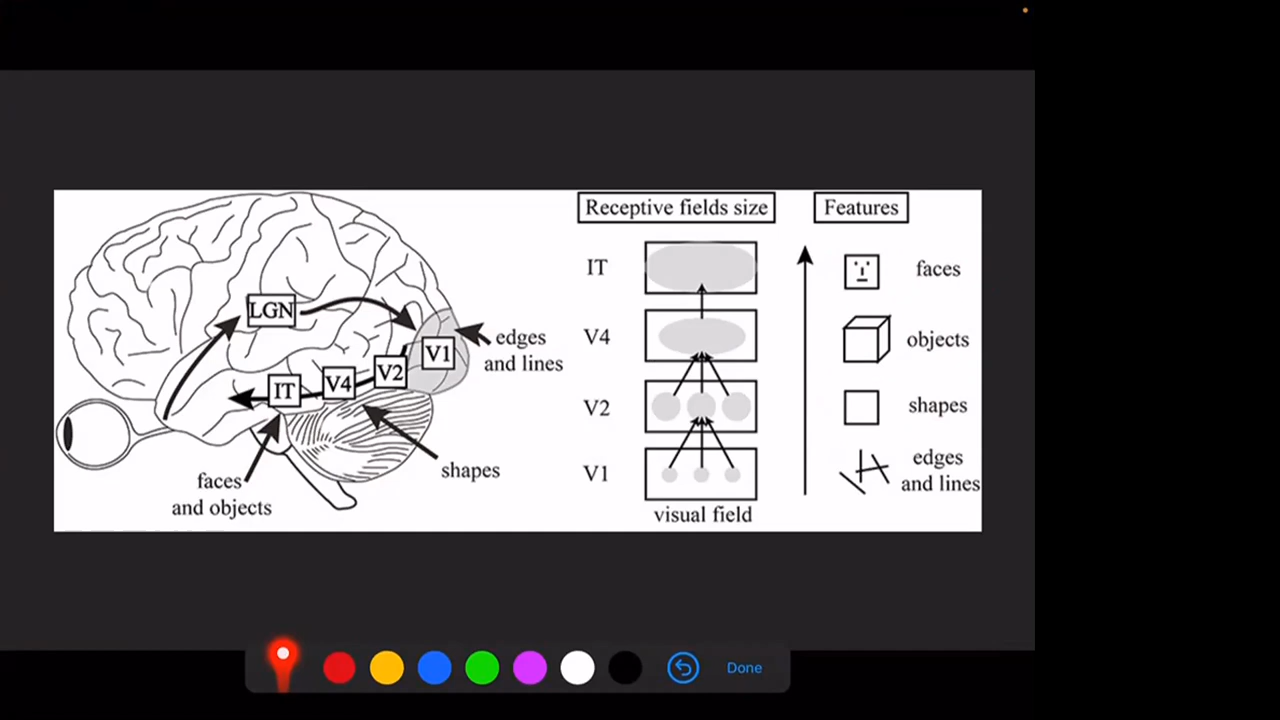 LGN
V1
V2
V4
IT
edges
and lines
shapes
faces
and objects
Receptive fields size
IT
V4
V2
V1
visual field
Features
faces
objects
shapes
edges
and lines
Done